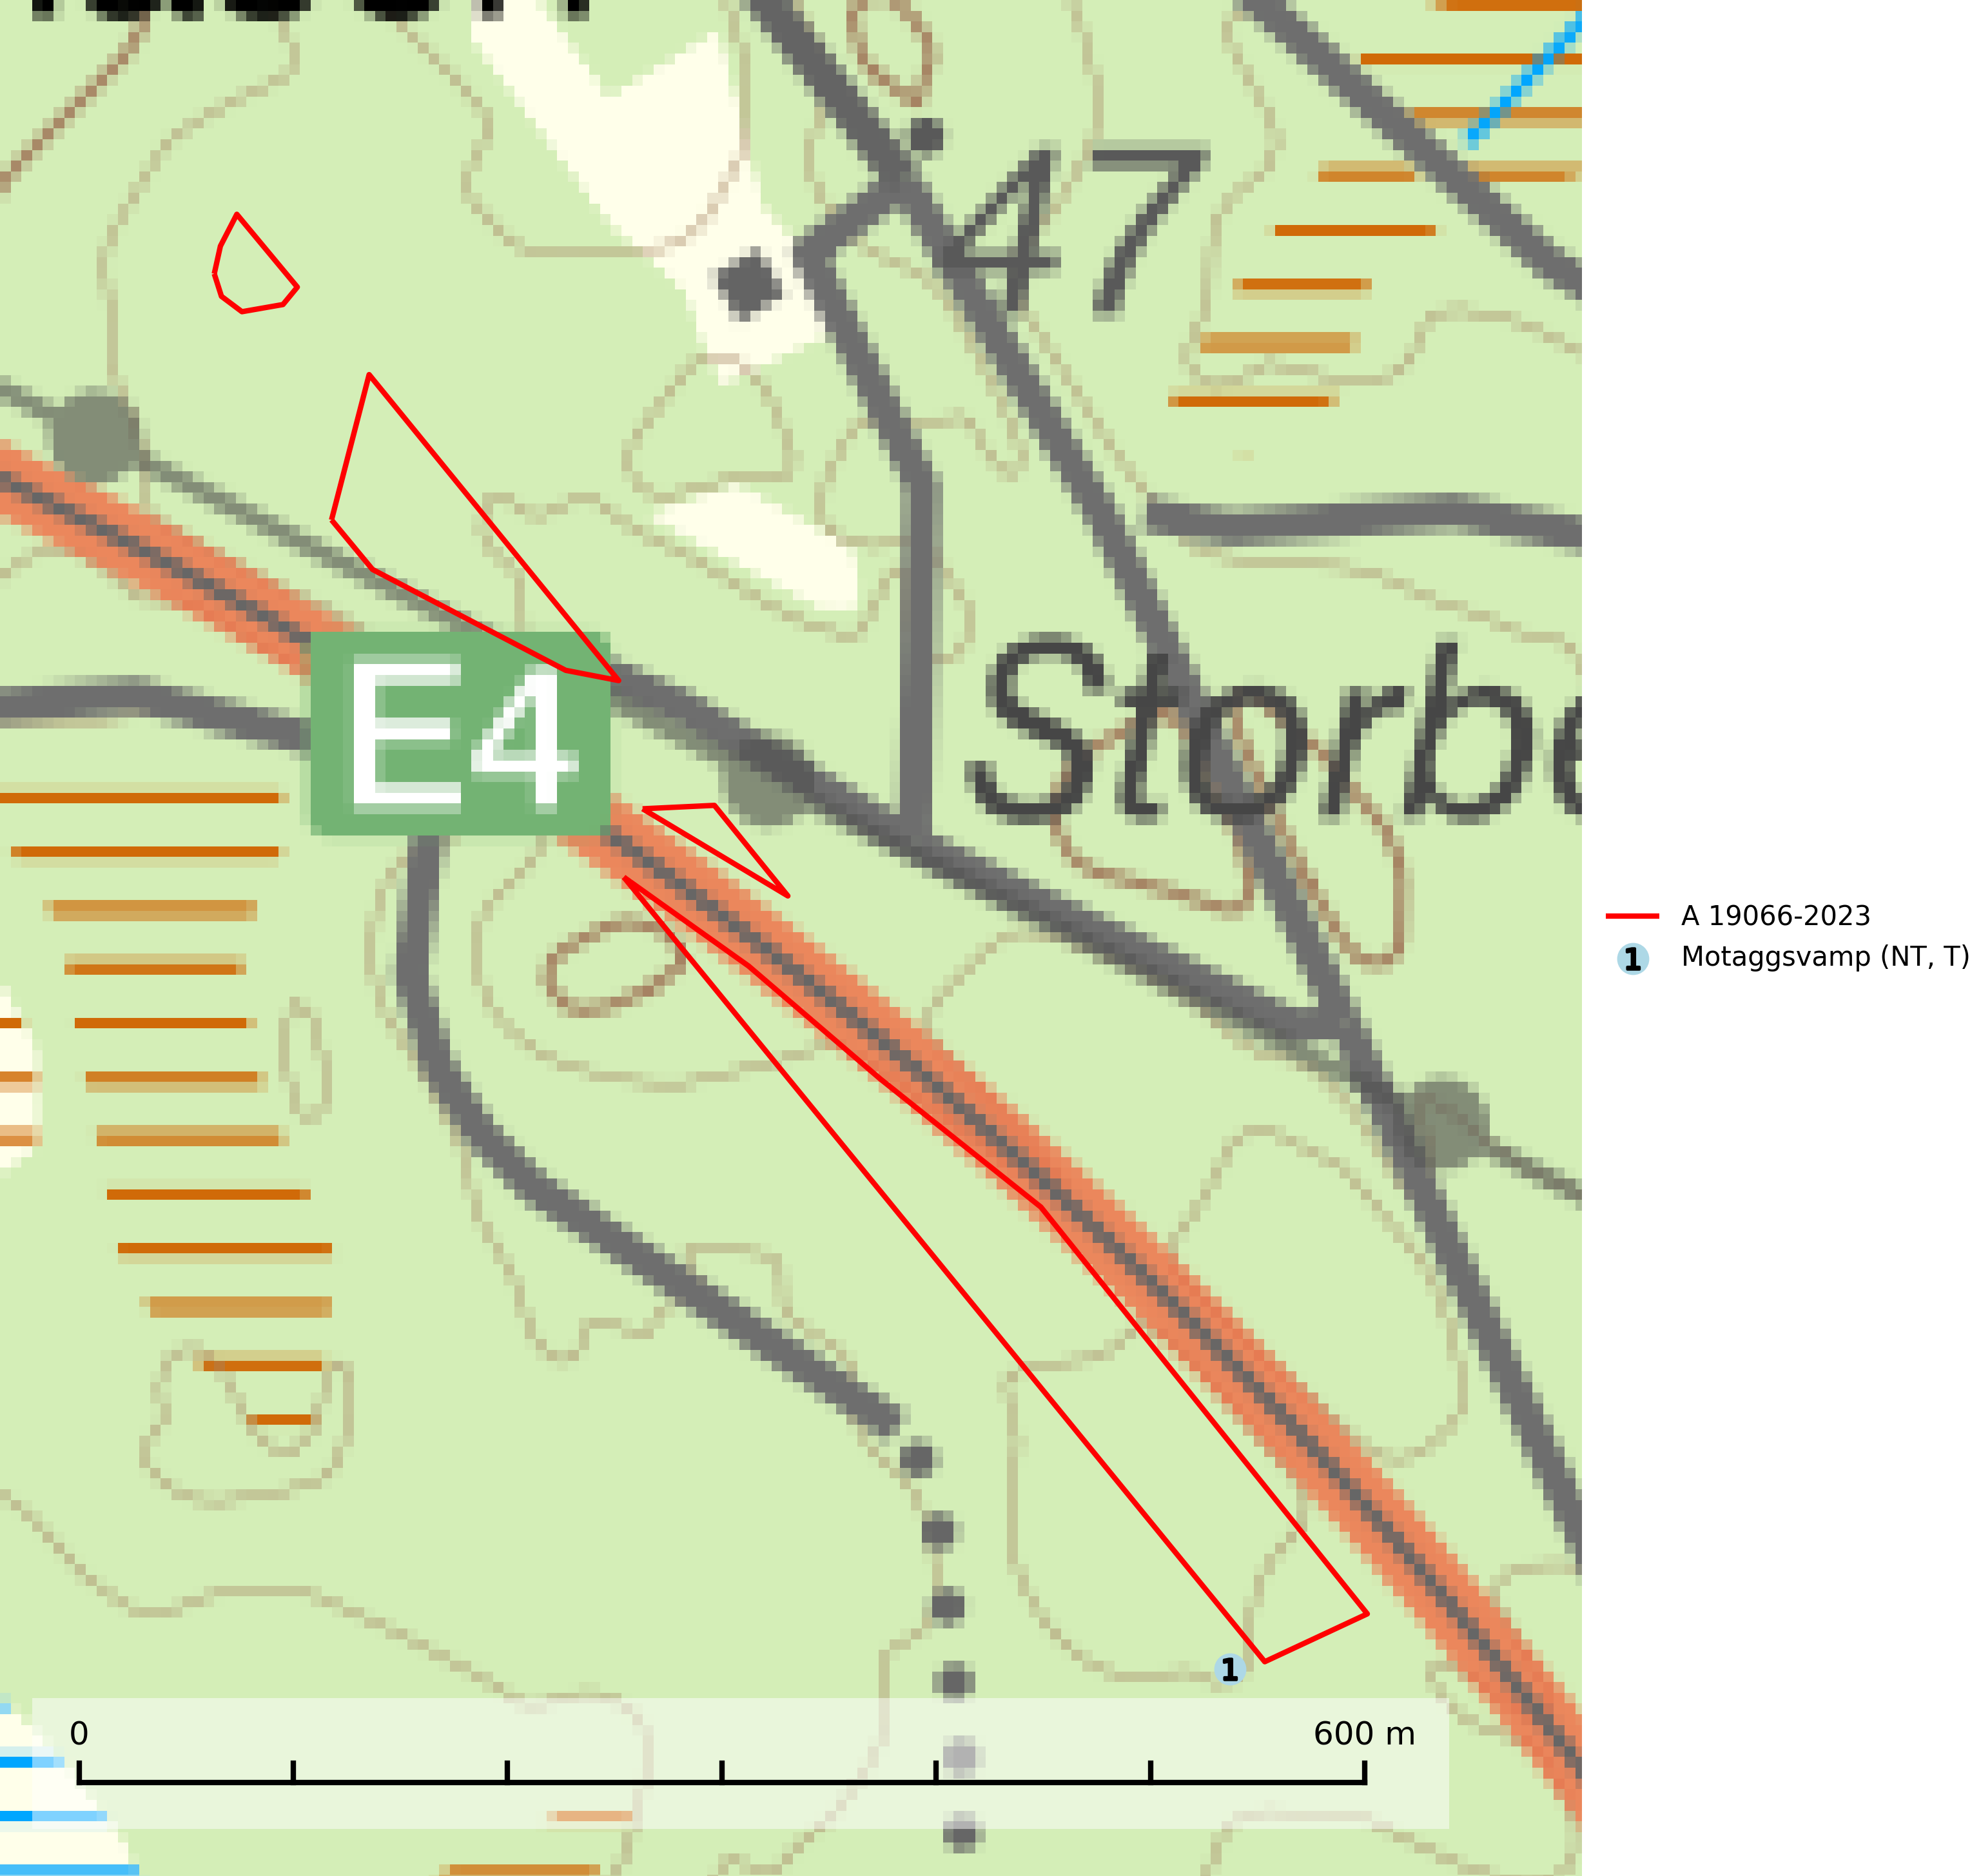 47
E4
Storb
A 19066-2023
1 Motaggsvamp (NT, T)
1
0 600 m